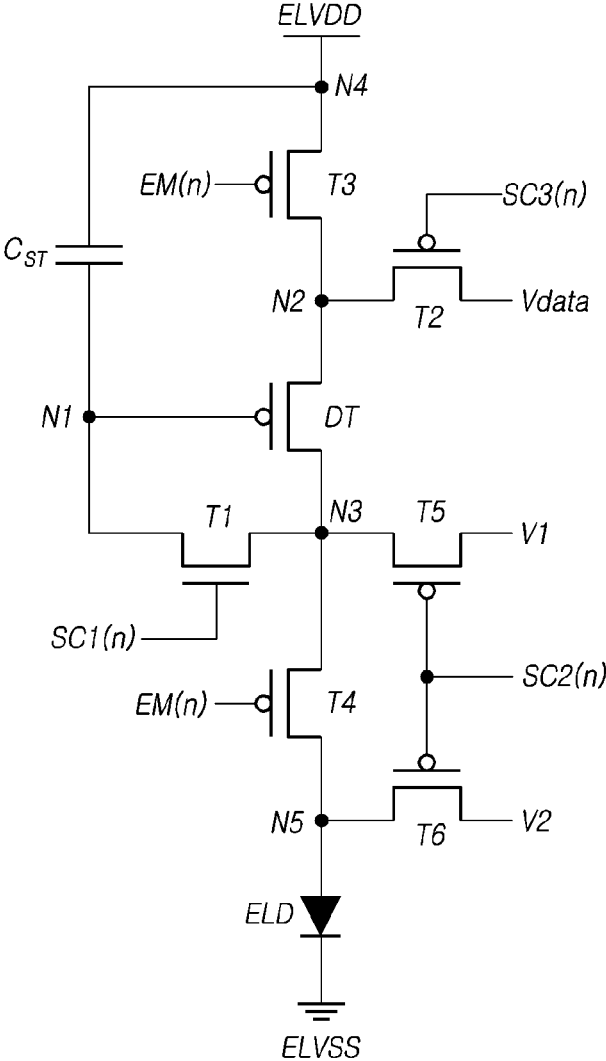 ELVDD
N4
EM(n)
T3
SC3(n)
C_ST
N2
T2
Vdata
N1
DT
T1
N3
T5
V1
SC1(n)
SC2(n)
EM(n)
T4
N5
T6
V2
ELD
ELVSS